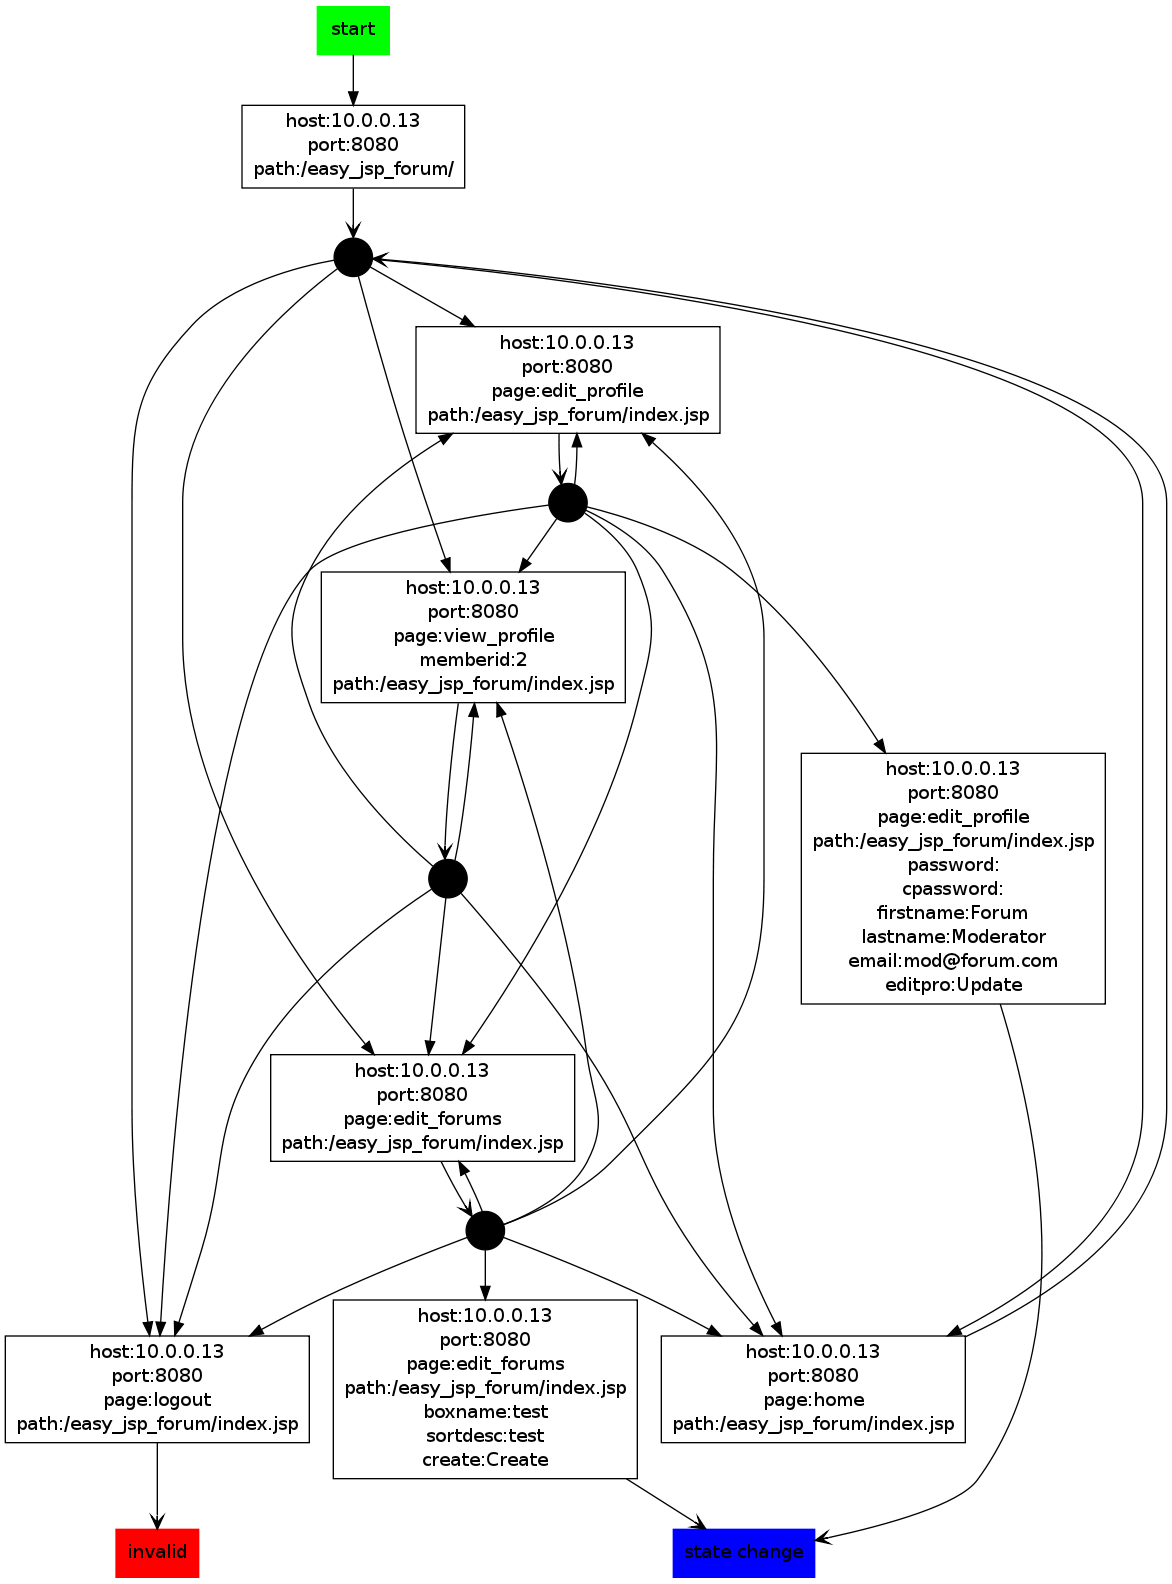 start
host:10.0.0.13
port:8080
path:/easy_jsp_forum/
host:10.0.0.13
port:8080
page:edit_profile
path:/easy_jsp_forum/index.jsp
host:10.0.0.13
port:8080
page:view_profile
memberid:2
path:/easy_jsp_forum/index.jsp
host:10.0.0.13
port:8080
page:edit_profile
path:/easy_jsp_forum/index.jsp
password:
cpassword:
firstname:Forum
lastname:Moderator
email:mod@forum.com
editpro:Update
host:10.0.0.13
port:8080
page:edit_forums
path:/easy_jsp_forum/index.jsp
host:10.0.0.13
port:8080
page:logout
path:/easy_jsp_forum/index.jsp
host:10.0.0.13
port:8080
page:edit_forums
path:/easy_jsp_forum/index.jsp
boxname:test
sortdesc:test
create:Create
host:10.0.0.13
port:8080
page:home
path:/easy_jsp_forum/index.jsp
invalid
state change